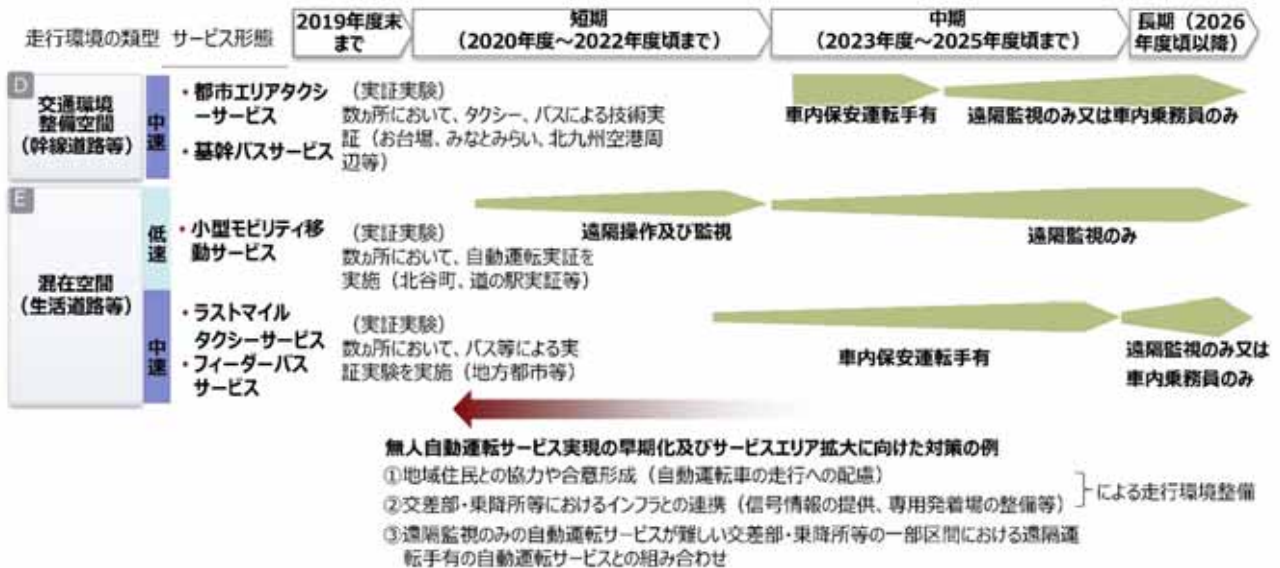 走行環境の類型 サービス形態
2019年度末
まで
短期
(2020年度~2022年度頃まで)
中期
(2023年度~2025年度頃まで)
長期(2026
年度頃以降)
D
交通環境
整備空間
(幹線道路等)
中速
・都市エリアタクシ
ーサービス
・基幹バスサービス
(実証実験)
数ヵ所において、タクシー、バスによる技術実
証(お台場、みなとみらい、北九州空港周
辺等)
車内保安運転手有
遠隔監視のみ又は車内乗務員のみ
E
混在空間
(生活道路等)
低速
・小型モビリティ移
動サービス
(実証実験)
数ヵ所において、自動運転実証を
実施(北谷町、道の駅実証等)
遠隔操作及び監視
遠隔監視のみ
中速
・ラストマイル
タクシーサービス
・フィーダーバス
サービス
(実証実験)
数ヵ所において、バス等による実
証実験を実施(地方都市等)
車内保安運転手有
遠隔監視のみ又は
車内乗務員のみ
無人自動運転サービス実現の早期化及びサービスエリア拡大に向けた対策の例
①地域住民との協力や合意形成(自動運転車の走行への配慮)
②交差部・乗降所等におけるインフラとの連携(信号情報の提供、専用発着場の整備等)
による走行環境整備
③遠隔監視のみの自動運転サービスが難しい交差部・乗降所等の一部区間における遠隔運
転手有の自動運転サービスとの組み合わせ